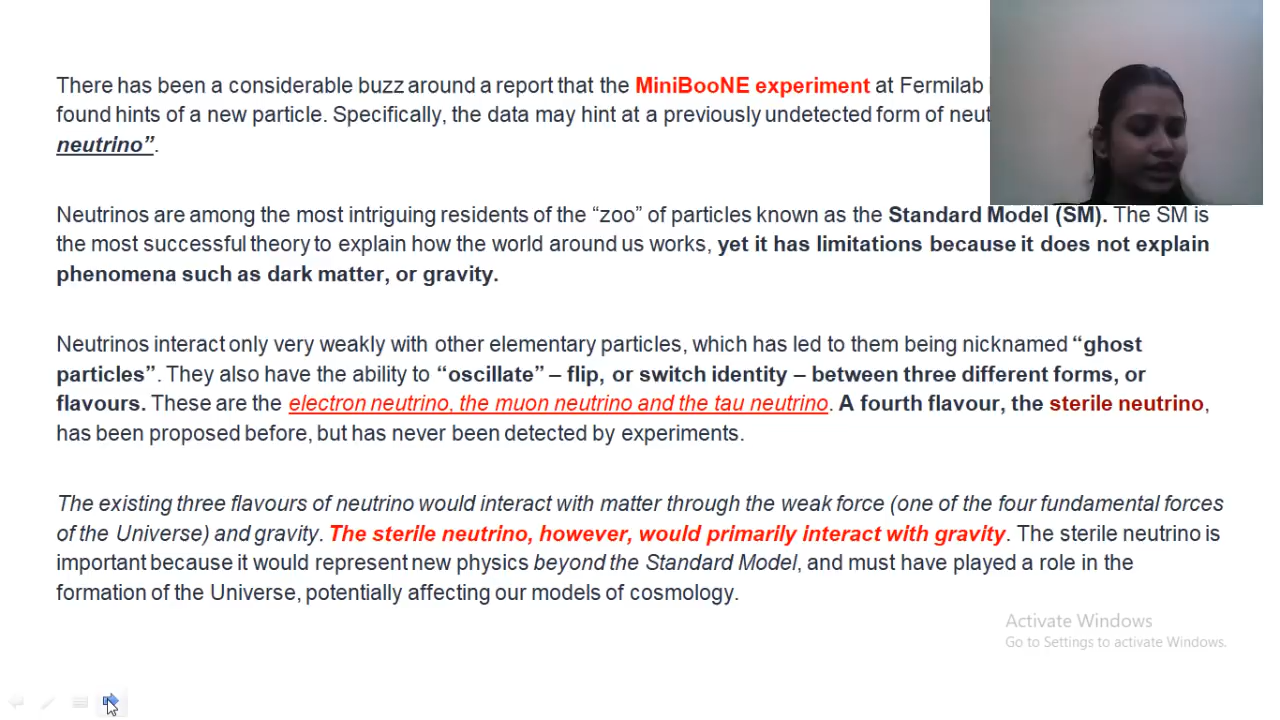 There has been a considerable buzz around a report that the MiniBooNE experiment at Fermilab
found hints of a new particle. Specifically, the data may hint at a previously undetected form of
neutrino”.
Neutrinos are among the most intriguing residents of the “zoo” of particles known as the Standard Model (SM). The SM is
the most successful theory to explain how the world around us works, yet it has limitations because it does not explain
phenomena such as dark matter, or gravity.
Neutrinos interact only very weakly with other elementary particles, which has led to them being nicknamed “ghost
particles”. They also have the ability to “oscillate” – flip, or switch identity – between three different forms, or
flavours. These are the electron neutrino, the muon neutrino and the tau neutrino. A fourth flavour, the sterile neutrino,
has been proposed before, but has never been detected by experiments.
The existing three flavours of neutrino would interact with matter through the weak force (one of the four fundamental forces
of the Universe) and gravity. The sterile neutrino, however, would primarily interact with gravity. The sterile neutrino is
important because it would represent new physics beyond the Standard Model, and must have played a role in the
formation of the Universe, potentially affecting our models of cosmology.
Activate Windows
Go to Settings to activate Windows.